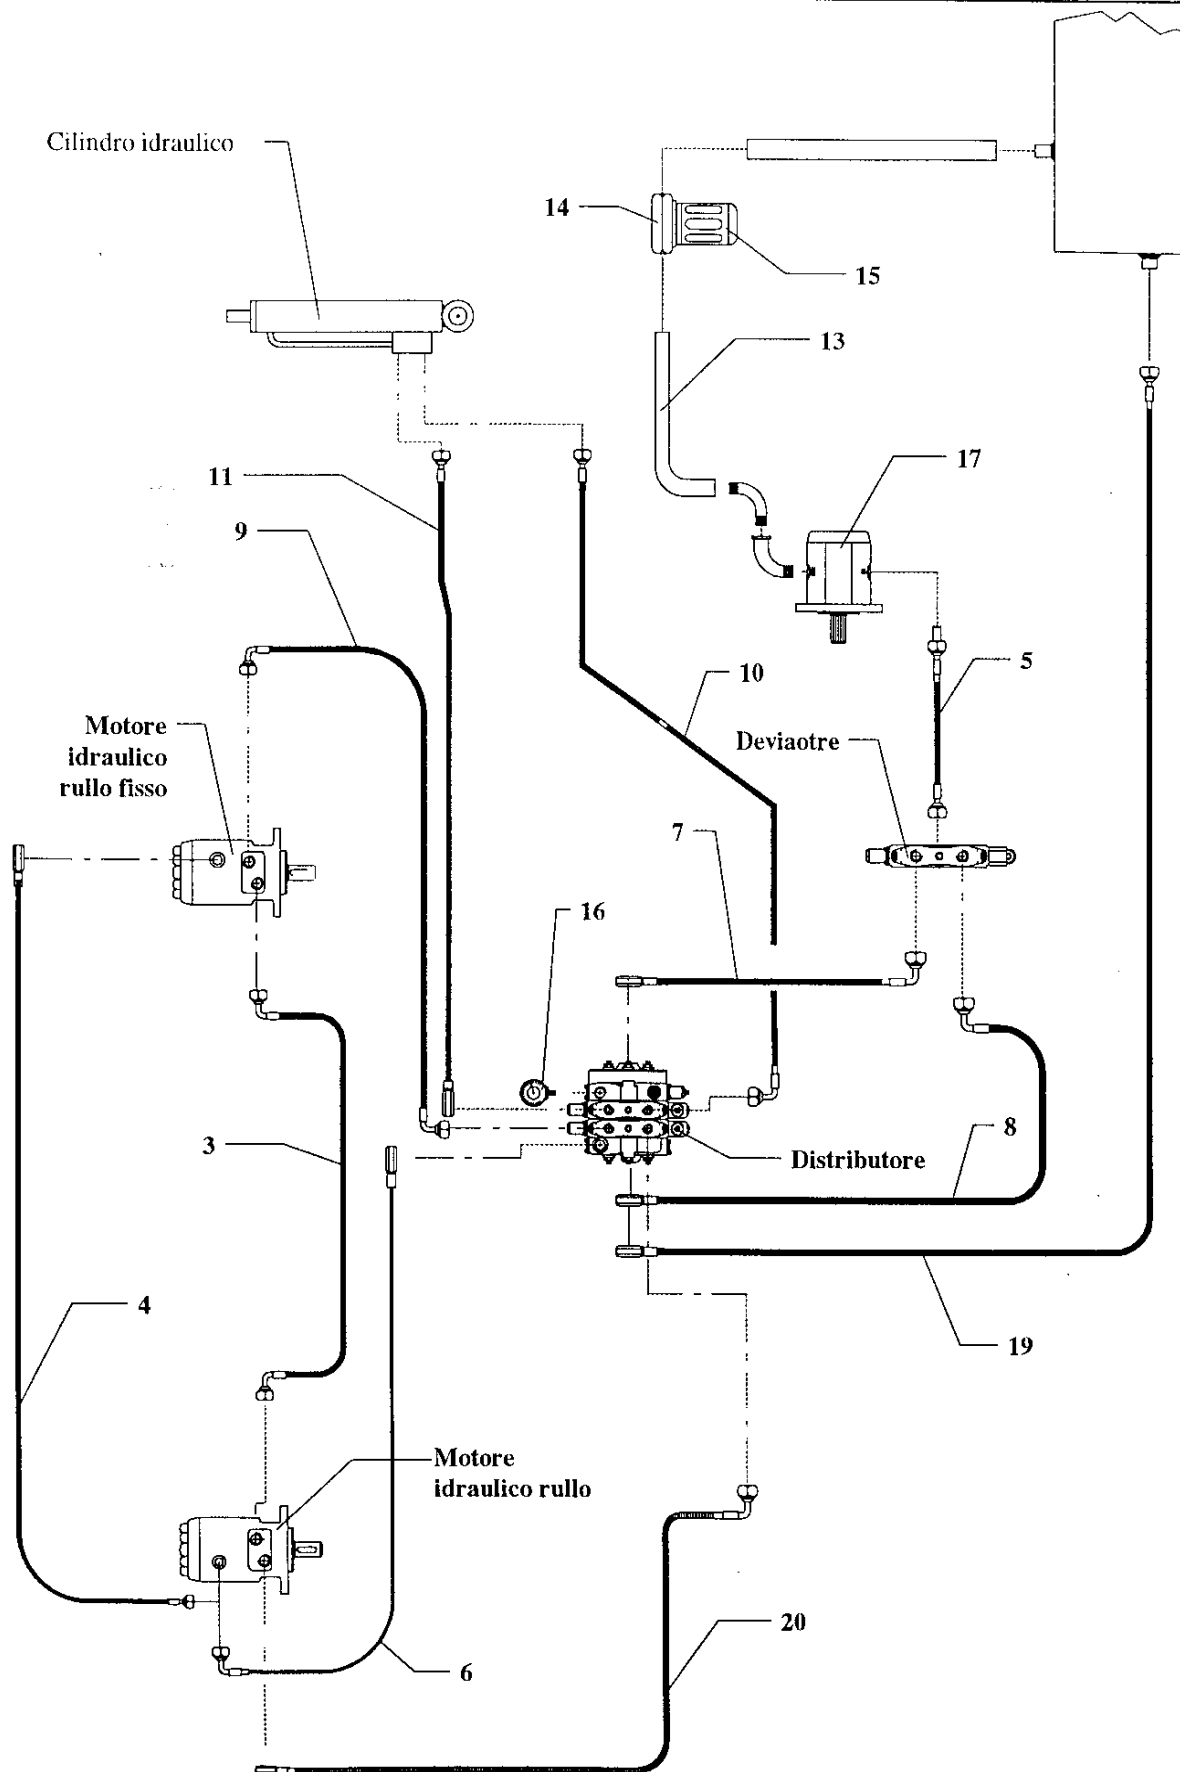 Cilindro idraulico
14
15
13
11
17
9
10
5
Motore
idraulico
rullo fisso
Deviaotre
7
16
3
8
Distributore
4
19
Motore
idraulico rullo
20
6